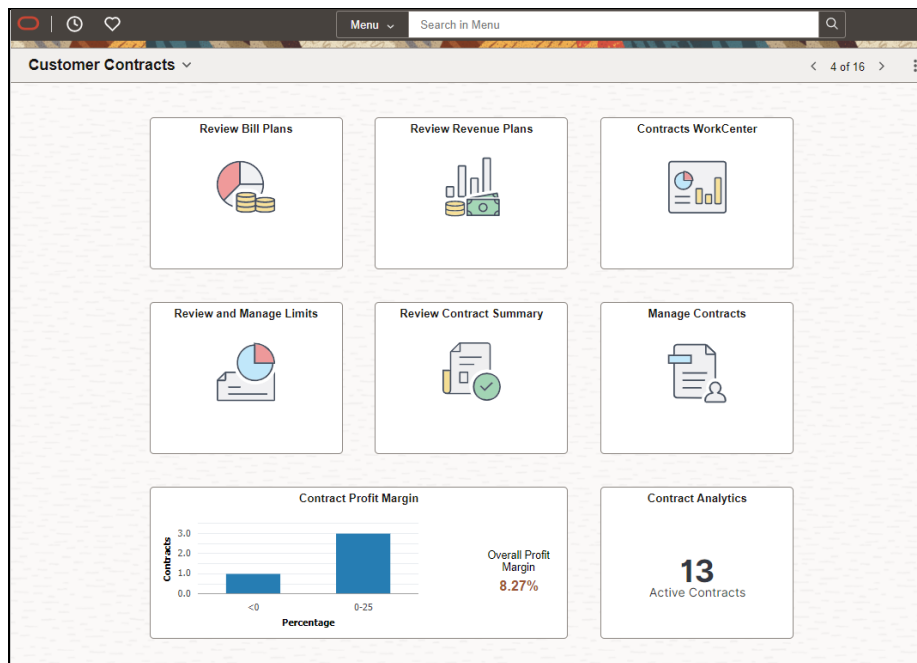 Menu
Search in Menu
Customer Contracts
4 of 16
Review Bill Plans
Review Revenue Plans
Contracts WorkCenter
Review and Manage Limits
Review Contract Summary
Manage Contracts
Contract Profit Margin
Contracts
3.0
2.0
1.0
0.0
<0
0-25
Percentage
Overall Profit
Margin
8.27%
Contract Analytics
13
Active Contracts